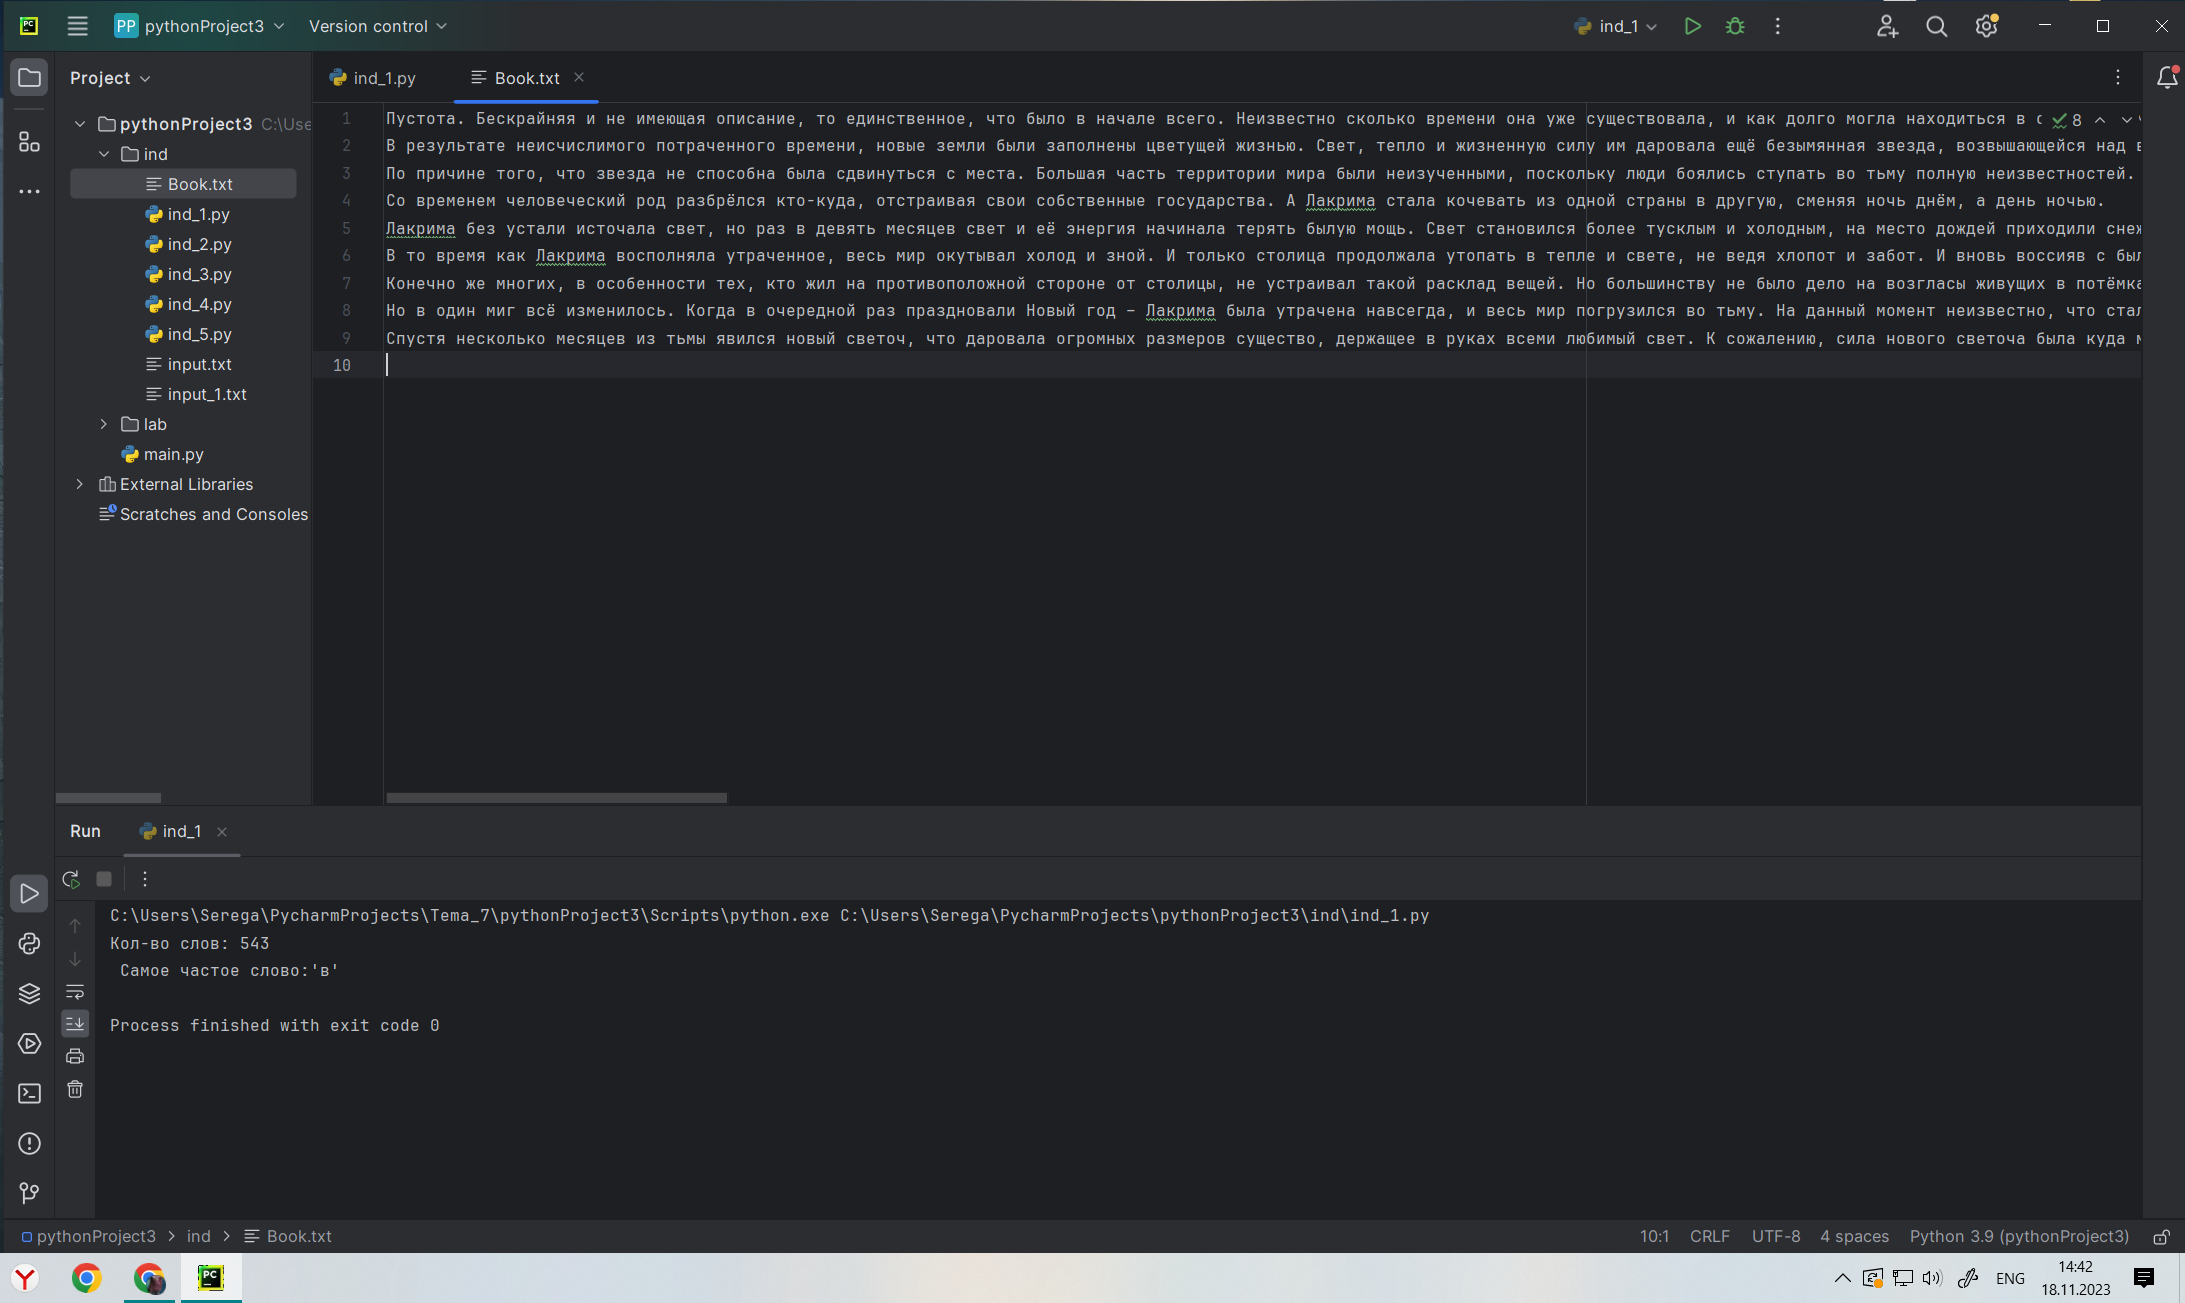 PP pythonProject3 Version control ind_1
Project
ind_1.py Book.txt
pythonProject3 C:\Use
ind
Book.txt
ind_1.py
ind_2.py
ind_3.py
ind_4.py
ind_5.py
input.txt
input_1.txt
lab
main.py
External Libraries
Scratches and Consoles
8
1 Пустота. Бескрайняя и не имеющая описание, то единственное, что было в начале всего. Неизвестно сколько времени она уже существовала, и как долго могла находиться в с
2 В результате неисчислимого потраченного времени, новые земли были заполнены цветущей жизнью. Свет, тепло и жизненную силу им даровала ещё безымянная звезда, возвышающейся над в
3 По причине того, что звезда не способна была сдвинуться с места. Большая часть территории мира были неизученными, поскольку люди боялись ступать во тьму полную неизвестностей.
4 Со временем человеческий род разбрёлся кто-куда, отстраивая свои собственные государства. А Лакрима стала кочевать из одной страны в другую, сменяя ночь днём, а день ночью.
5 Лакрима без устали источала свет, но раз в девять месяцев свет и её энергия начинала терять былую мощь. Свет становился более тусклым и холодным, на место дождей приходили снеж
6 В то время как Лакрима восполняла утраченное, весь мир окутывал холод и зной. И только столица продолжала утопать в тепле и свете, не ведя хлопот и забот. И вновь воссияв с был
7 Конечно же многих, в особенности тех, кто жил на противоположной стороне от столицы, не устраивал такой расклад вещей. Но большинству не было дело на возгласы живущих в потёмка
8 Но в один миг всё изменилось. Когда в очередной раз праздновали Новый год – Лакрима была утрачена навсегда, и весь мир погрузился во тьму. На данный момент неизвестно, что стал
9 Спустя несколько месяцев из тьмы явился новый светоч, что даровала огромных размеров существо, держащее в руках всеми любимый свет. К сожалению, сила нового светоча была куда м
10
Run ind_1
C:\Users\Serega\PycharmProjects\Tema_7\pythonProject3\Scripts\python.exe C:\Users\Serega\PycharmProjects\pythonProject3\ind\ind_1.py
Кол-во слов: 543
Самое частое слово:'в'
Process finished with exit code 0
pythonProject3 > ind > Book.txt 10:1 CRLF UTF-8 4 spaces Python 3.9 (pythonProject3)
PC ENG 14:42
18.11.2023